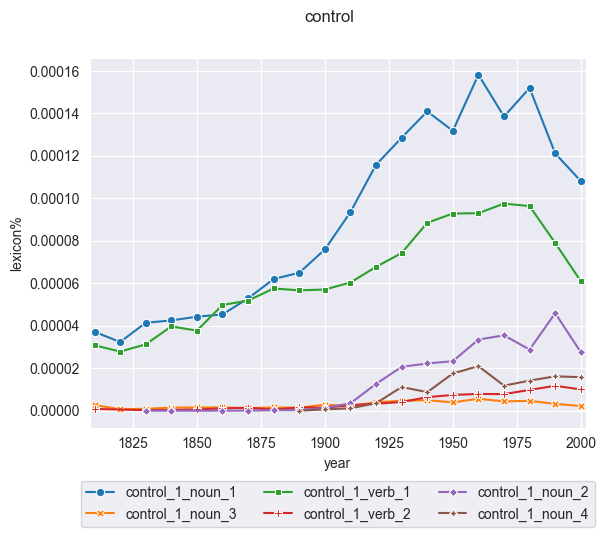 control
0.00016
0.00014
0.00012
0.00010
0.00008
0.00006
0.00004
0.00002
0.00000
lexicon%
1825 1850 1875 1900 1925 1950 1975 2000
year
control_1_noun_1 control_1_verb_1 control_1_noun_2
control_1_noun_3 control_1_verb_2 control_1_noun_4